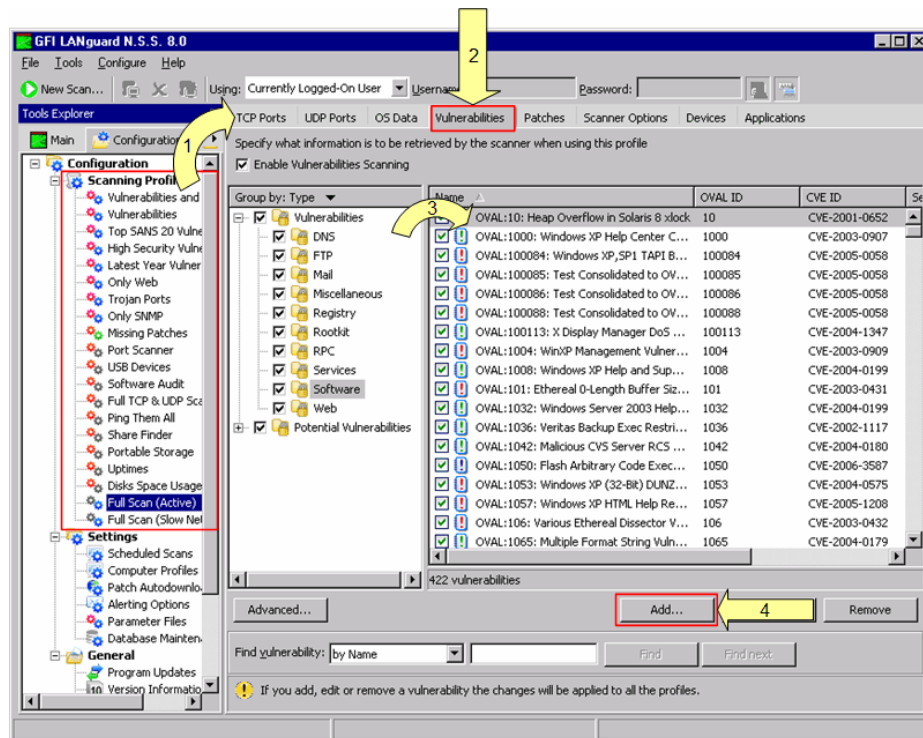 2
GFI LANguard N.S.S. 8.0
File Tools Configure Help
New Scan... Using: Currently Logged-On User Password:
Tools Explorer
TCP Ports UDP Ports OS Data Vulnerabilities Patches Scanner Options Devices Applications
1
Main
Specify what information is to be retrieved by the scanner when using this profile
Enable Vulnerabilities Scanning
Configuration
Scanning
Vulnerabilities and
Vulnerabilities
Top SANS 20 Vulne
High Security Vulne
Latest Year Vulner
Only Web
Trojan Ports
Only SNMP
Missing Patches
Port Scanner
USB Devices
Software Audit
Full TCP & UDP Sca
Ping Them All
Share Finder
Portable Storage
Uptimes
Disks Space Usage
Full Scan (Active)
Full Scan (Slow Net
Settings
Scheduled Scans
Computer Profiles
Patch Autodownlo
Alerting Options
Parameter Files
Database Mainten
General
Program Updates
Version Informatio
Group by: Type
Vulnerabilities
DNS
FTP
Mail
Miscellaneous
Registry
Rootkit
RPC
Services
Software
Web
Potential Vulnerabilities
3
Name OVAL ID CVE ID Se
OVAL:10: Heap Overflow in Solaris 8 xlock 10 CVE-2001-0652
OVAL:1000: Windows XP Help Center C... 1000 CVE-2003-0907
OVAL:100084: Windows XP,SP1 TAPI B... 100084 CVE-2005-0058
OVAL:100085: Test Consolidated to OV... 100085 CVE-2005-0058
OVAL:100086: Test Consolidated to OV... 100086 CVE-2005-0058
OVAL:100088: Test Consolidated to OV... 100088 CVE-2005-0058
OVAL:100113: X Display Manager DoS ... 100113 CVE-2004-1347
OVAL:1004: WinXP Management Vulner... 1004 CVE-2003-0909
OVAL:1008: Windows XP Help and Sup... 1008 CVE-2004-0199
OVAL:101: Ethereal 0-Length Buffer Siz... 101 CVE-2003-0431
OVAL:1032: Windows Server 2003 Help... 1032 CVE-2004-0199
OVAL:1036: Veritas Backup Exec Restri... 1036 CVE-2002-1117
OVAL:1042: Malicious CVS Server RCS ... 1042 CVE-2004-0180
OVAL:1050: Flash Arbitrary Code Exec... 1050 CVE-2006-3587
OVAL:1053: Windows XP (32-Bit) DUNZ... 1053 CVE-2004-0575
OVAL:1057: Windows XP HTML Help Re... 1057 CVE-2005-1208
OVAL:106: Various Ethereal Dissector V... 106 CVE-2003-0432
OVAL:1065: Multiple Format String Vuln... 1065 CVE-2004-0179
422 vulnerabilities
Advanced... Add... 4 Remove
Find vulnerability: by Name Find Find next
If you add, edit or remove a vulnerability the changes will be applied to all the profiles.